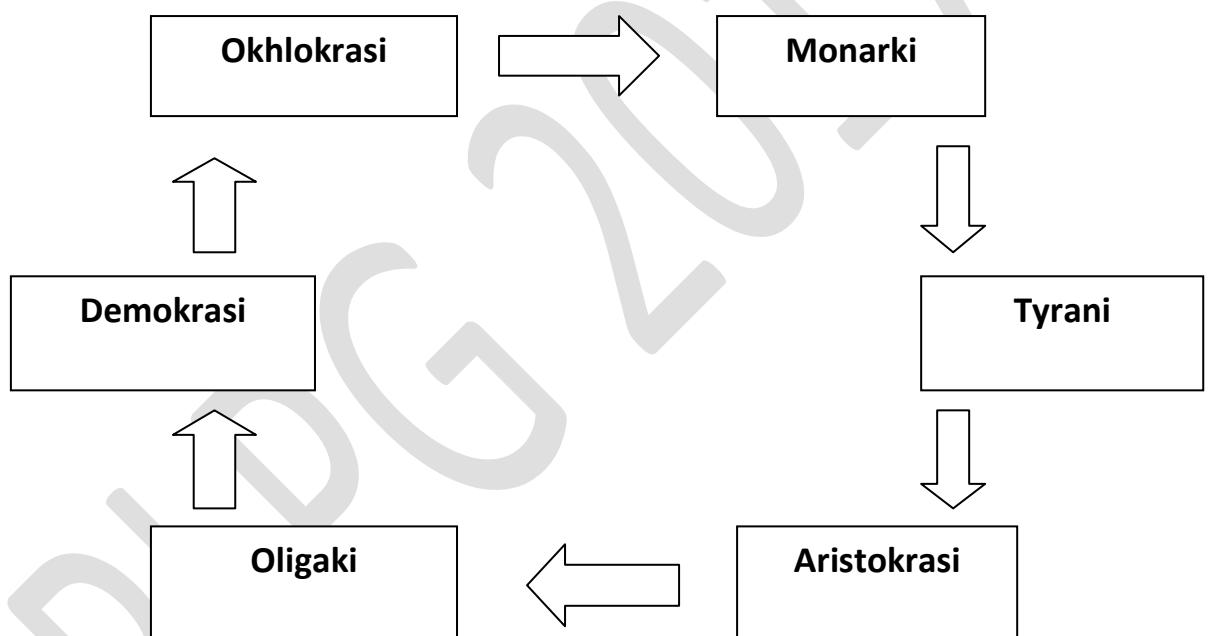 Okhlokrasi
Monarki
Demokrasi
Tyrani
Oligaki
Aristokrasi